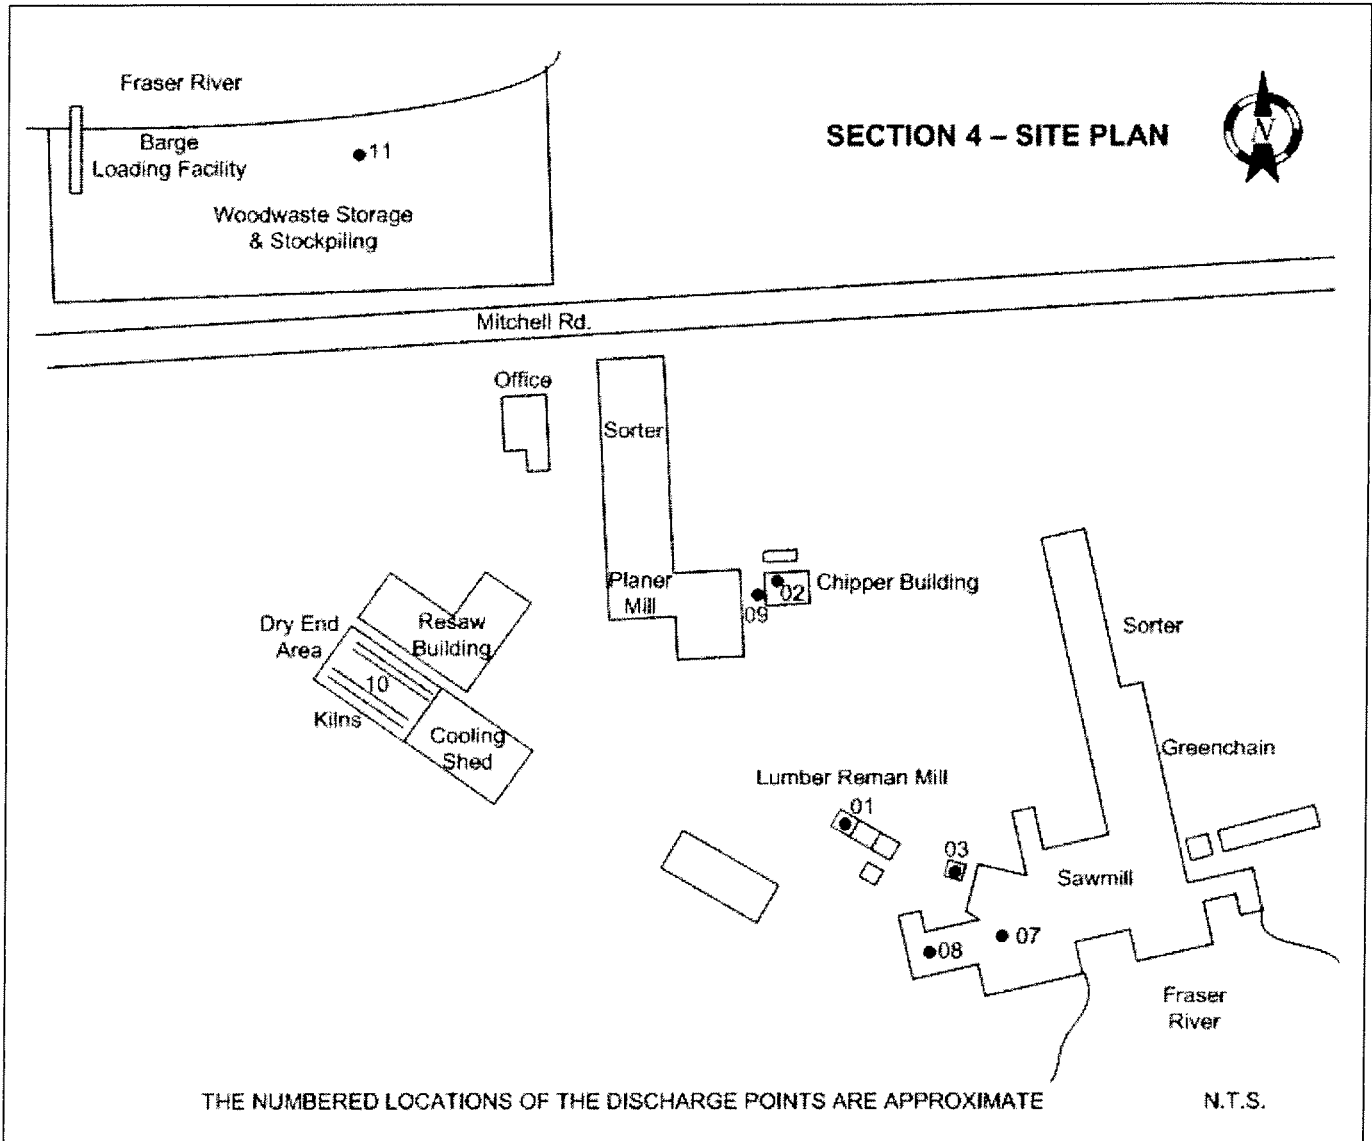 Fraser River
SECTION 4 – SITE PLAN
N
Barge
Loading Facility
11
Woodwaste Storage
& Stockpiling
Mitchell Rd.
Office
Sorter
Planer
Mill
02
09
Chipper Building
Dry End
Area
Resaw
Building
10
Kilns
Cooling
Shed
Sorter
Greenchain
Lumber Reman Mill
01
03
Sawmill
07
08
Fraser
River
THE NUMBERED LOCATIONS OF THE DISCHARGE POINTS ARE APPROXIMATE
N.T.S.